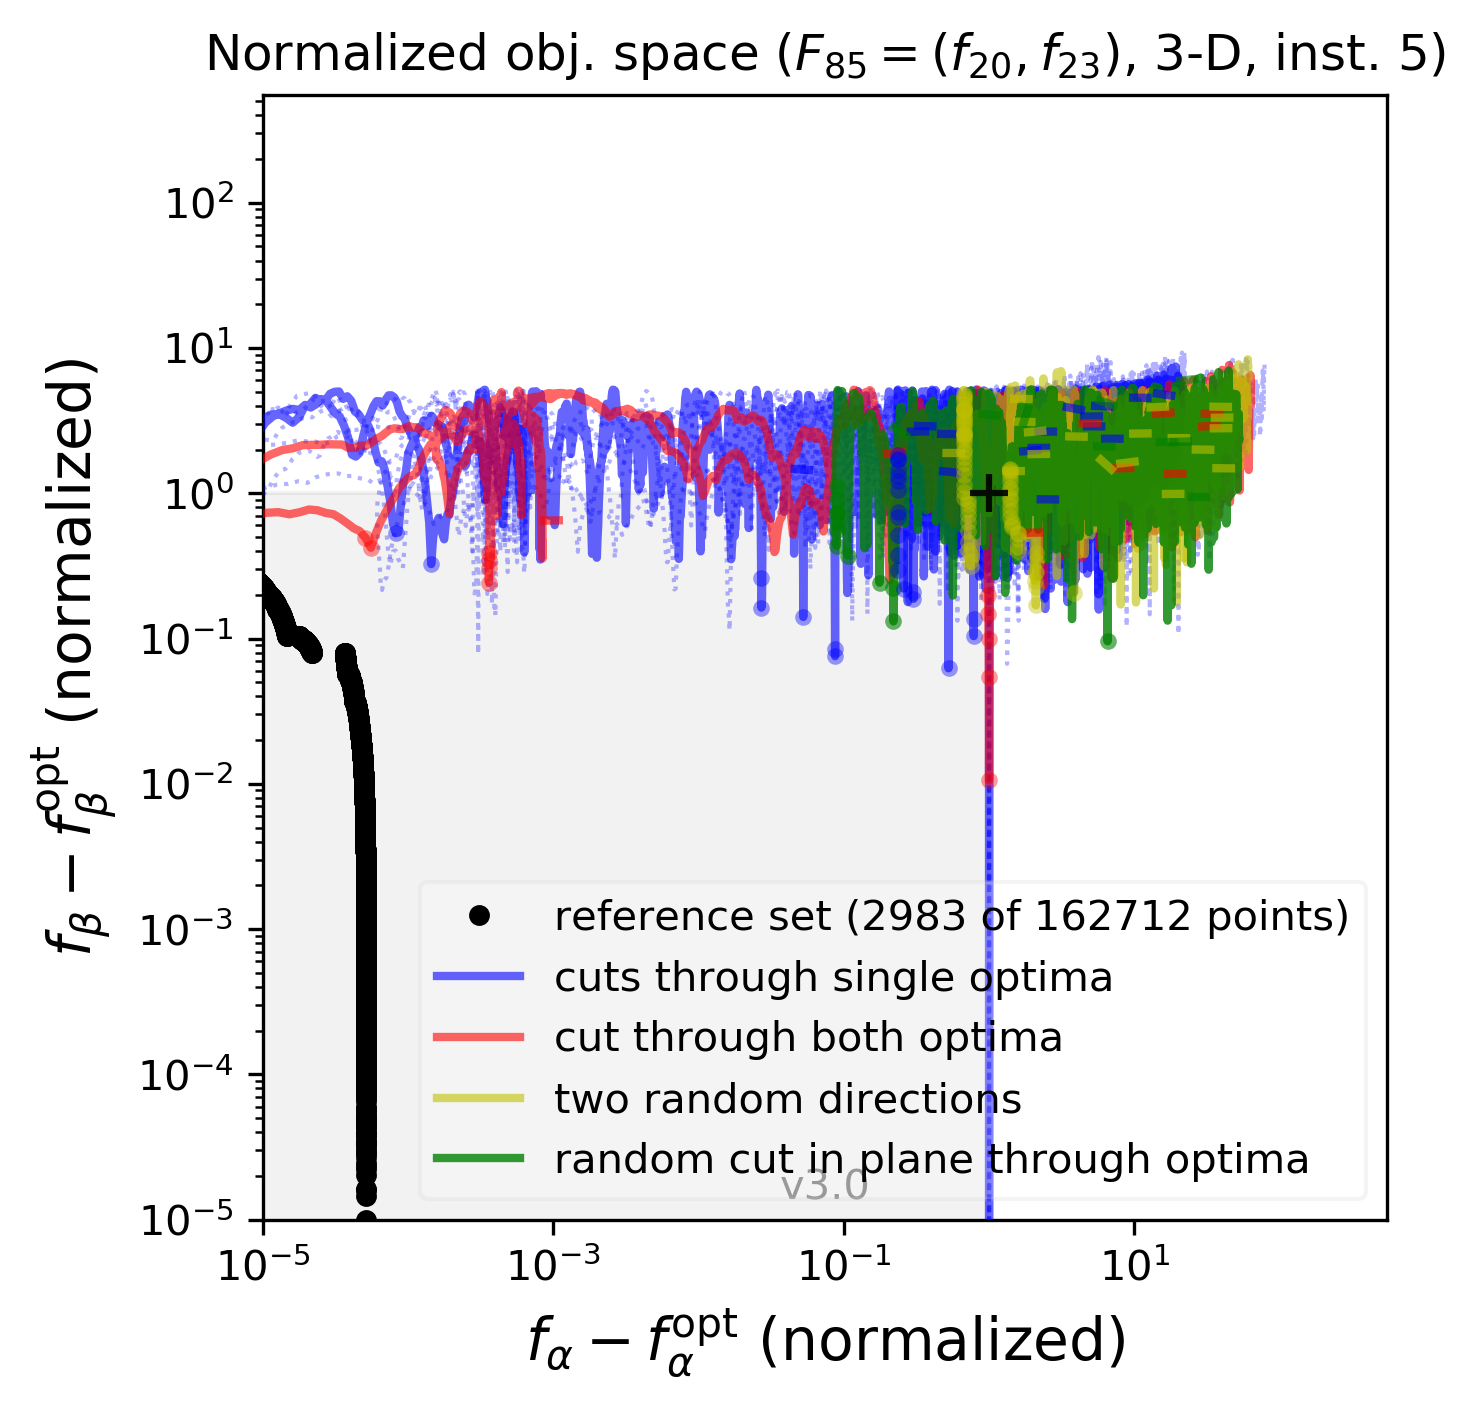 Normalized obj. space ($F_{85} = (f_{20}, f_{23})$, 3-D, inst. 5)
$f_\beta - f_\beta^{\mathrm{opt}}$ (normalized)
$10^2$
$10^1$
$10^0$
$10^{-1}$
$10^{-2}$
$10^{-3}$
$10^{-4}$
$10^{-5}$
reference set (2983 of 162712 points)
cuts through single optima
cut through both optima
two random directions
random cut in plane through optima
v3.0
$10^{-5}$ $10^{-3}$ $10^{-1}$ $10^1$
$f_\alpha - f_\alpha^{\mathrm{opt}}$ (normalized)